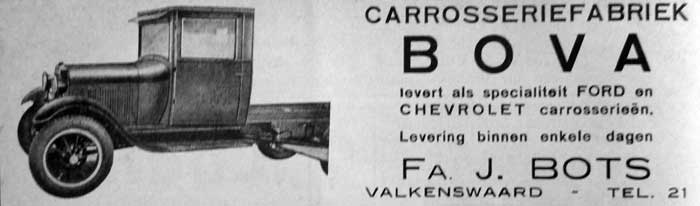 CARROSSERIEFABRIEK
BOVA
levert als specialiteit FORD en
CHEVROLET carrosserieën.
Levering binnen enkele dagen
FA. J. BOTS
VALKENSWAARD - TEL. 21